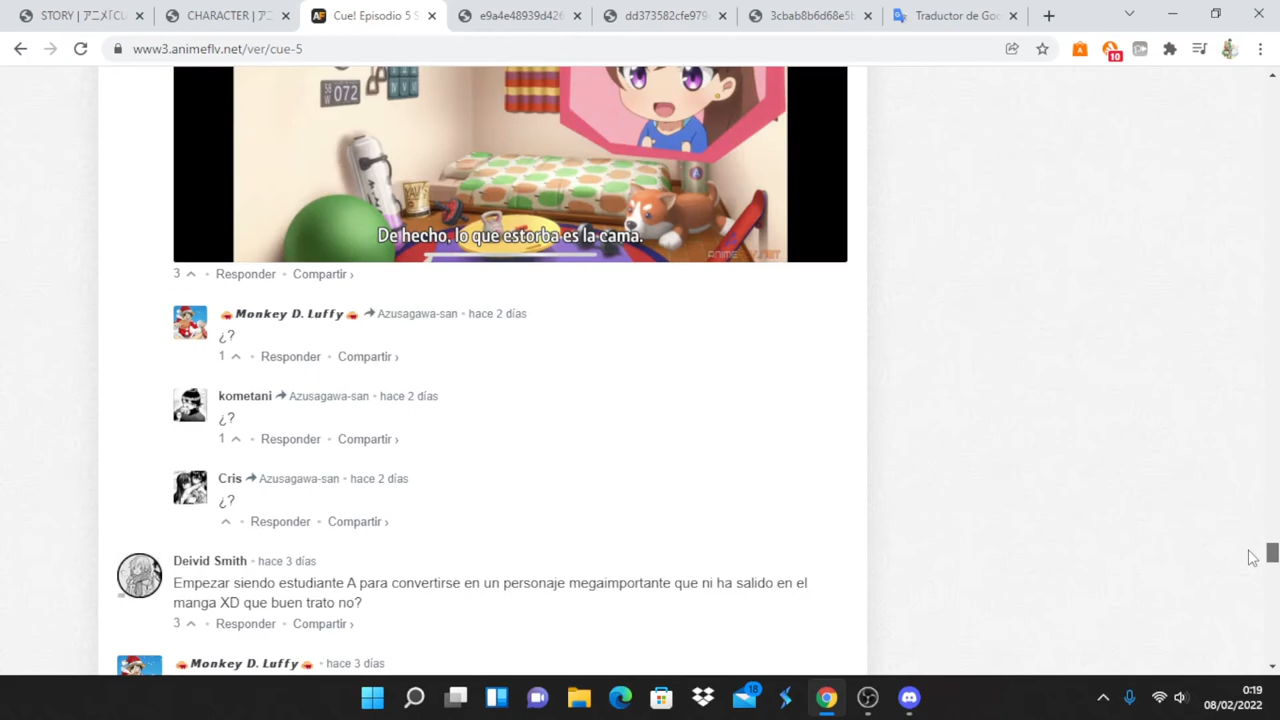 STORY | アニメ「CU
CHARACTER | アニ
Cue! Episodio 5 S
e9a4e48939d426
dd373582cfe979
3cbab8b6d68e5b
Traductor de Goo
www3.animeflv.net/ver/cue-5
10
072
De hecho, lo que estorba es la cama.
3 • Responder • Compartir ›
Monkey D. Luffy Azusagawa-san • hace 2 días
¿?
1 • Responder • Compartir ›
kometani Azusagawa-san • hace 2 días
¿?
1 • Responder • Compartir ›
Cris Azusagawa-san • hace 2 días
¿?
• Responder • Compartir ›
Deivid Smith • hace 3 días
Empezar siendo estudiante A para convertirse en un personaje megaimportante que ni ha salido en el
manga XD que buen trato no?
3 • Responder • Compartir ›
Monkey D. Luffy • hace 3 días
18
0:19
08/02/2022